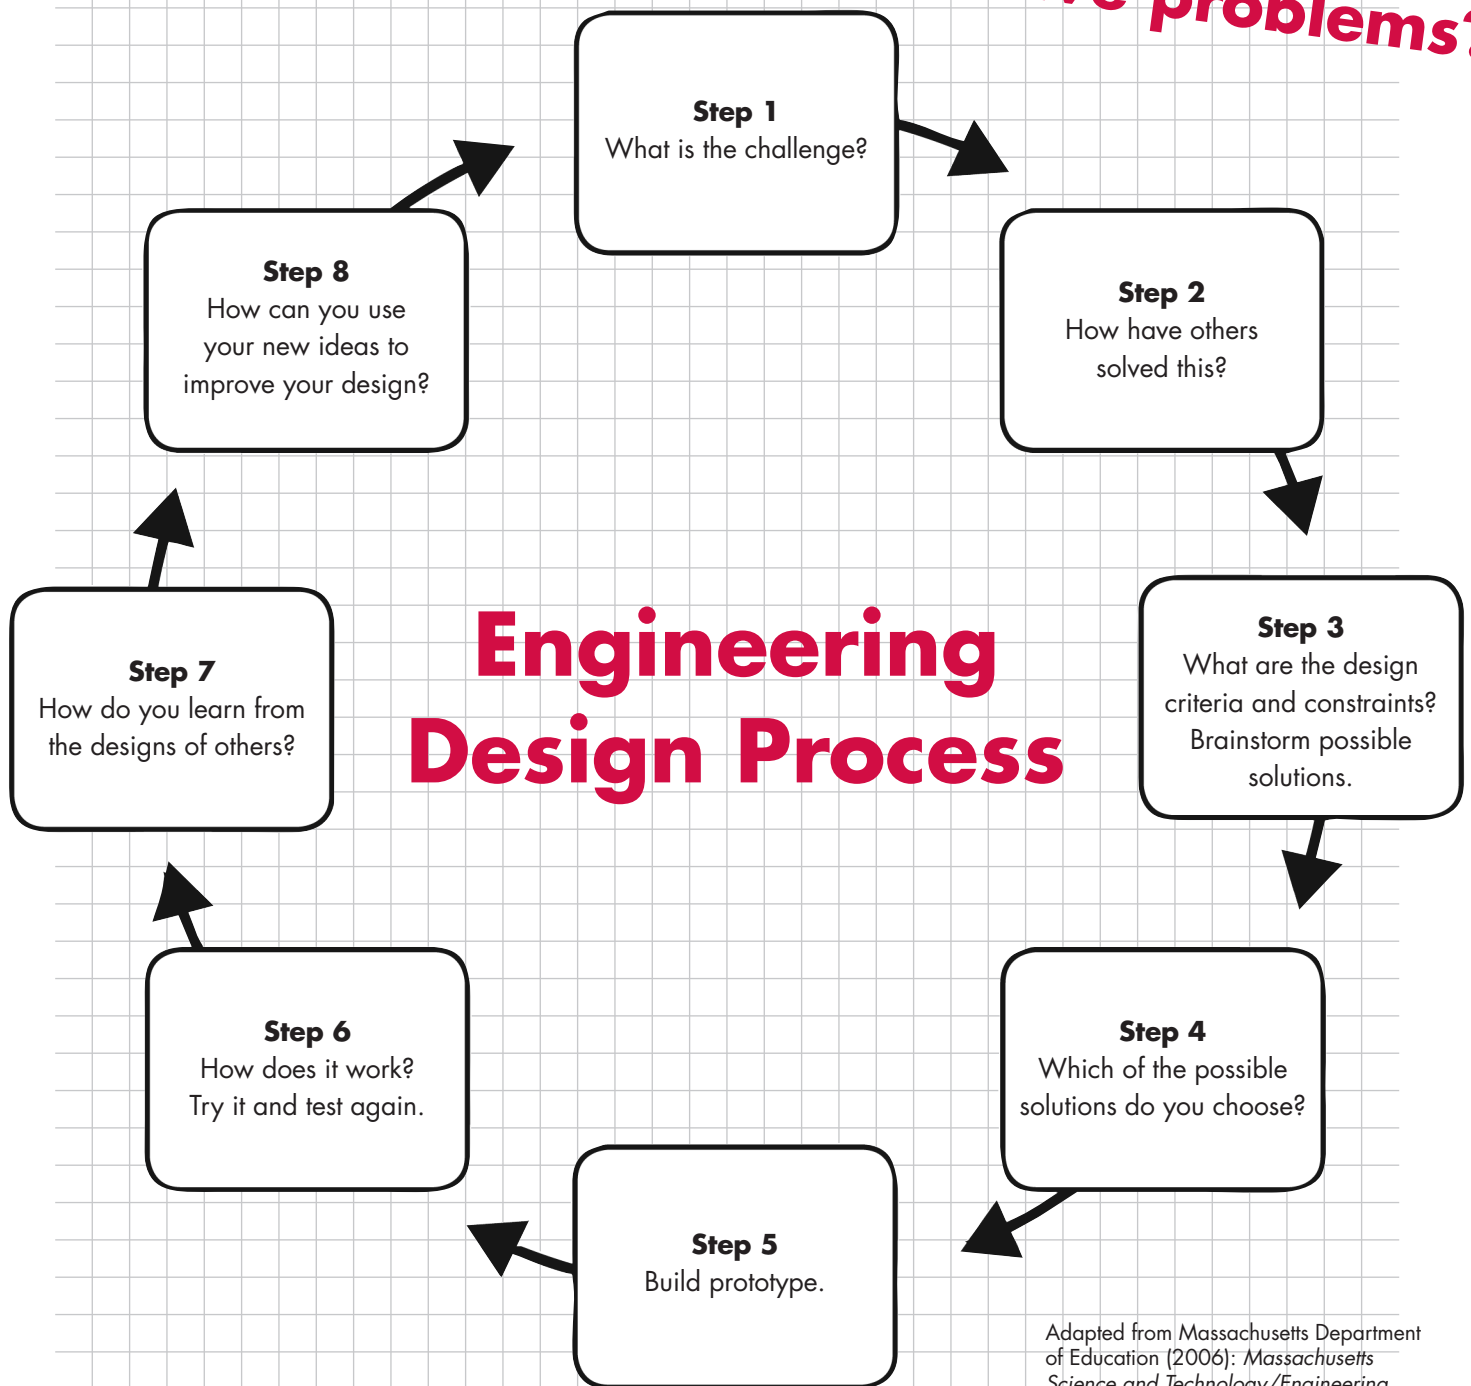 problems?
Step 1
What is the challenge?
Step 2
How have others
solved this?
Step 3
What are the design
criteria and constraints?
Brainstorm possible
solutions.
Step 4
Which of the possible
solutions do you choose?
Step 5
Build prototype.
Step 6
How does it work?
Try it and test again.
Step 7
How do you learn from
the designs of others?
Step 8
How can you use
your new ideas to
improve your design?
Engineering
Design Process
Adapted from Massachusetts Department
of Education (2006): Massachusetts
Science and Technology/Engineering